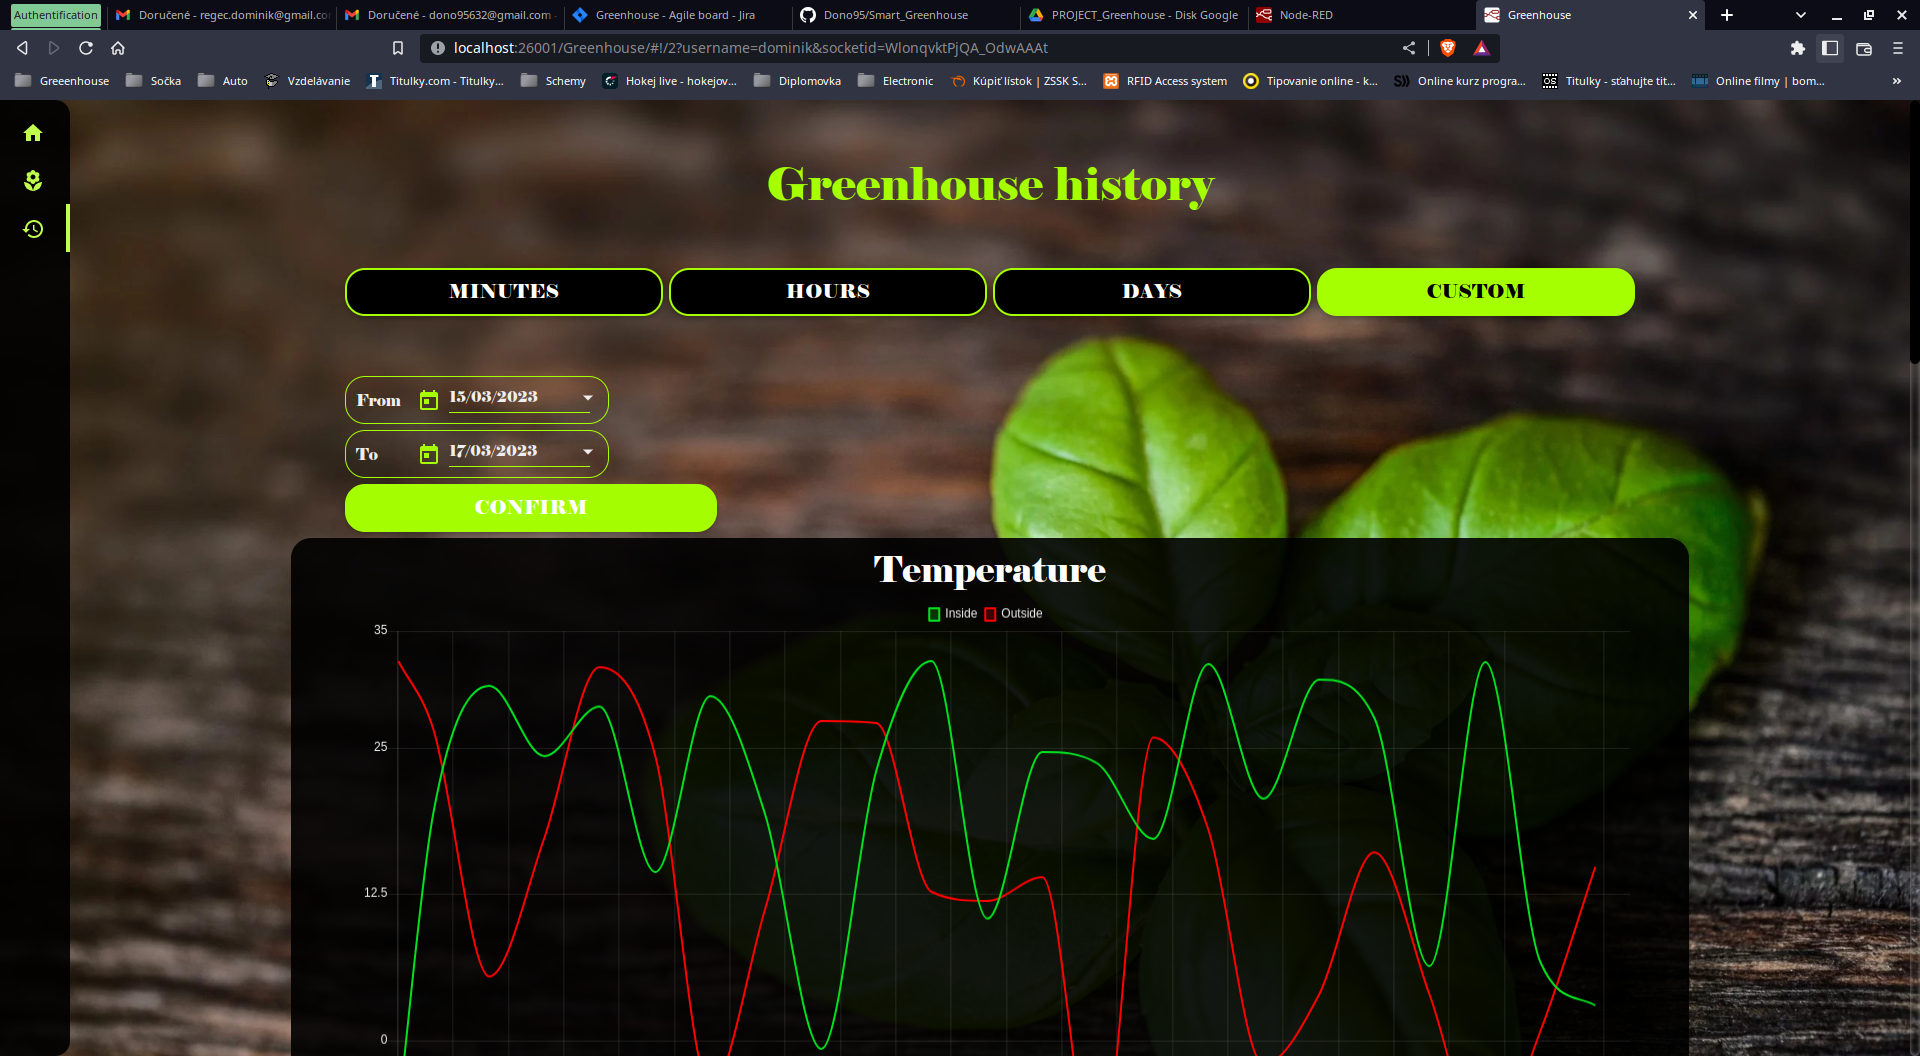 Authentification
Doručené - regec.dominik@gmail.co
Doručené - dono95632@gmail.com -
Greenhouse - Agile board - Jira
Dono95/Smart_Greenhouse
PROJECT_Greenhouse - Disk Google
Node-RED
Greenhouse
localhost:26001/Greenhouse/#!/2?username=dominik&socketid=WlonqvktPjQA_OdwAAAt
Greeenhouse
Sočka
Auto
Vzdelávanie
Titulky.com - Titulky...
Schemy
Hokej live - hokejov...
Diplomovka
Electronic
Kúpiť lístok | ZSSK S...
RFID Access system
Tipovanie online - k...
Online kurz progra...
Titulky - sťahujte tit...
Online filmy | bom...
Greenhouse history
MINUTES
HOURS
DAYS
CUSTOM
From 15/03/2023
To 17/03/2023
CONFIRM
Temperature
Inside Outside
35
25
12.5
0